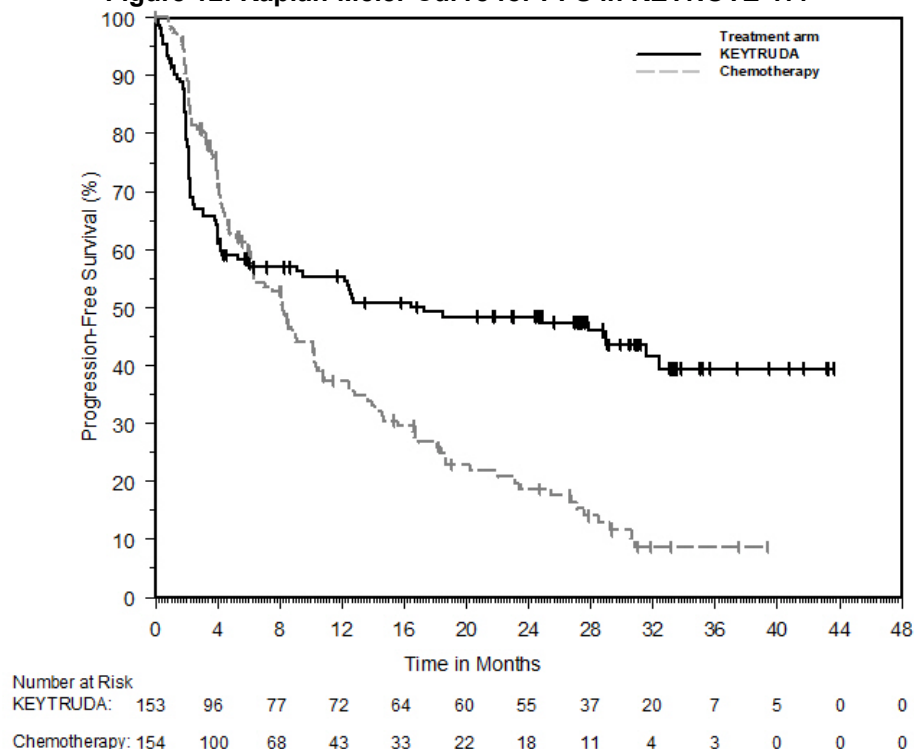 Treatment arm
KEYTRUDA
Chemotherapy
100
90
80
70
60
50
40
30
20
10
0
Progression-Free Survival (%)
0 4 8 12 16 20 24 28 32 36 40 44 48
Time in Months
Number at Risk
KEYTRUDA: 153 96 77 72 64 60 55 37 20 7 5 0 0
Chemotherapy: 154 100 68 43 33 22 18 11 4 3 0 0 0